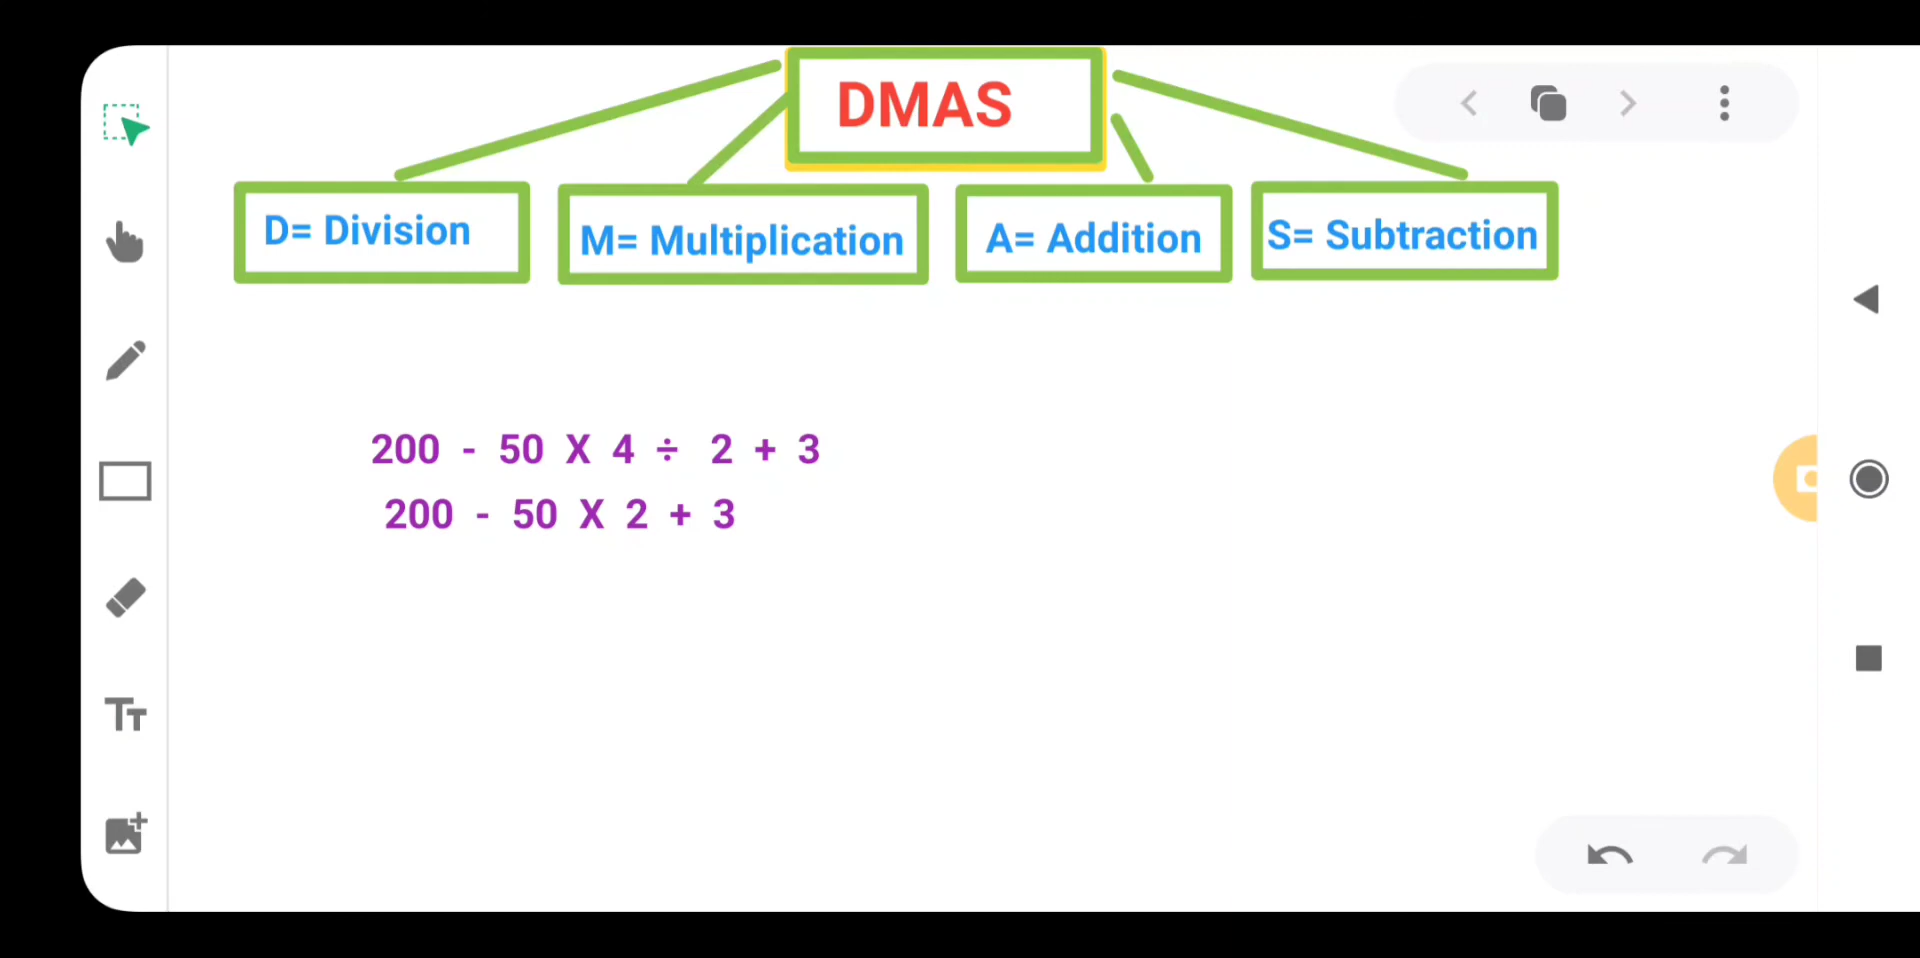 DMAS
D= Division
M= Multiplication
A= Addition
S= Subtraction
200 - 50 X 4 ÷ 2 + 3
200 - 50 X 2 + 3